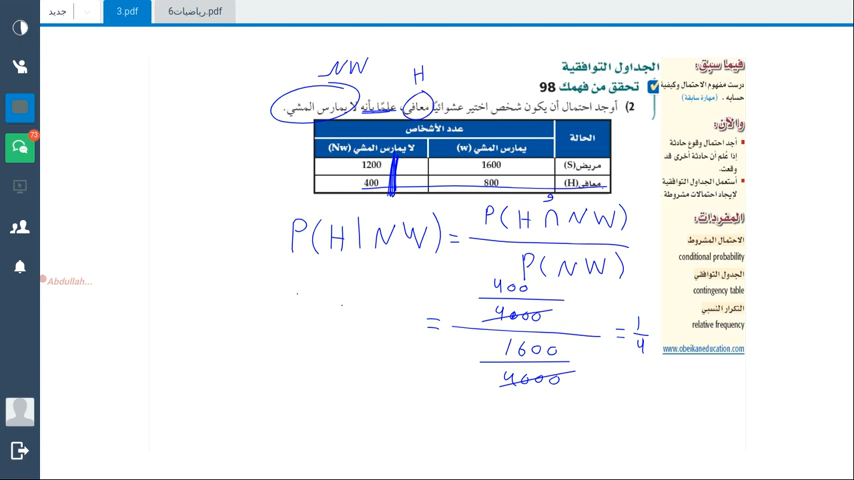 جديد
3.pdf
رياضيات6.pdf
73
Abdullah...
الجداول التوافقية
تحقق من فهمك 98
NW
H
2) أوجد احتمال أن يكون شخص اختير عشوائيًا معافى، علمًا بأنه لا يمارس المشي.
الحالة عدد الأشخاص
يمارس المشي (w) لا يمارس المشي (Nw)
مريض(S) 1600 1200
معافى(H) 800 400
و
P(H | NW) = P(H ∩ NW)
P(NW)
= 400
4000
1600
4000
= 1
4
فيما سبق:
درست مفهوم الاحتمال وكيفية
حسابه. (مهارة سابقة)
والآن:
أجد احتمال وقوع حادثة
إذا عُلم أن حادثة أخرى قد
وقعت.
أستعمل الجداول التوافقية
لإيجاد احتمالات مشروطة
المفردات:
الاحتمال المشروط
conditional probability
الجدول التوافقي
contingency table
التكرار النسبي
relative frequency
www.obeikaneducation.com